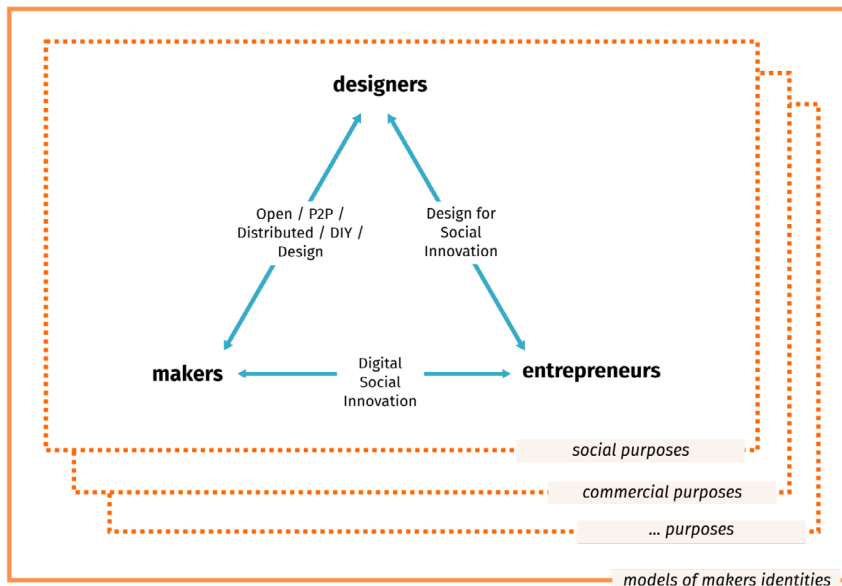 designers
Open / P2P /
Distributed / DIY /
Design
Design for
Social
Innovation
makers
Digital
Social
Innovation
entrepreneurs
social purposes
commercial purposes
... purposes
models of makers identities